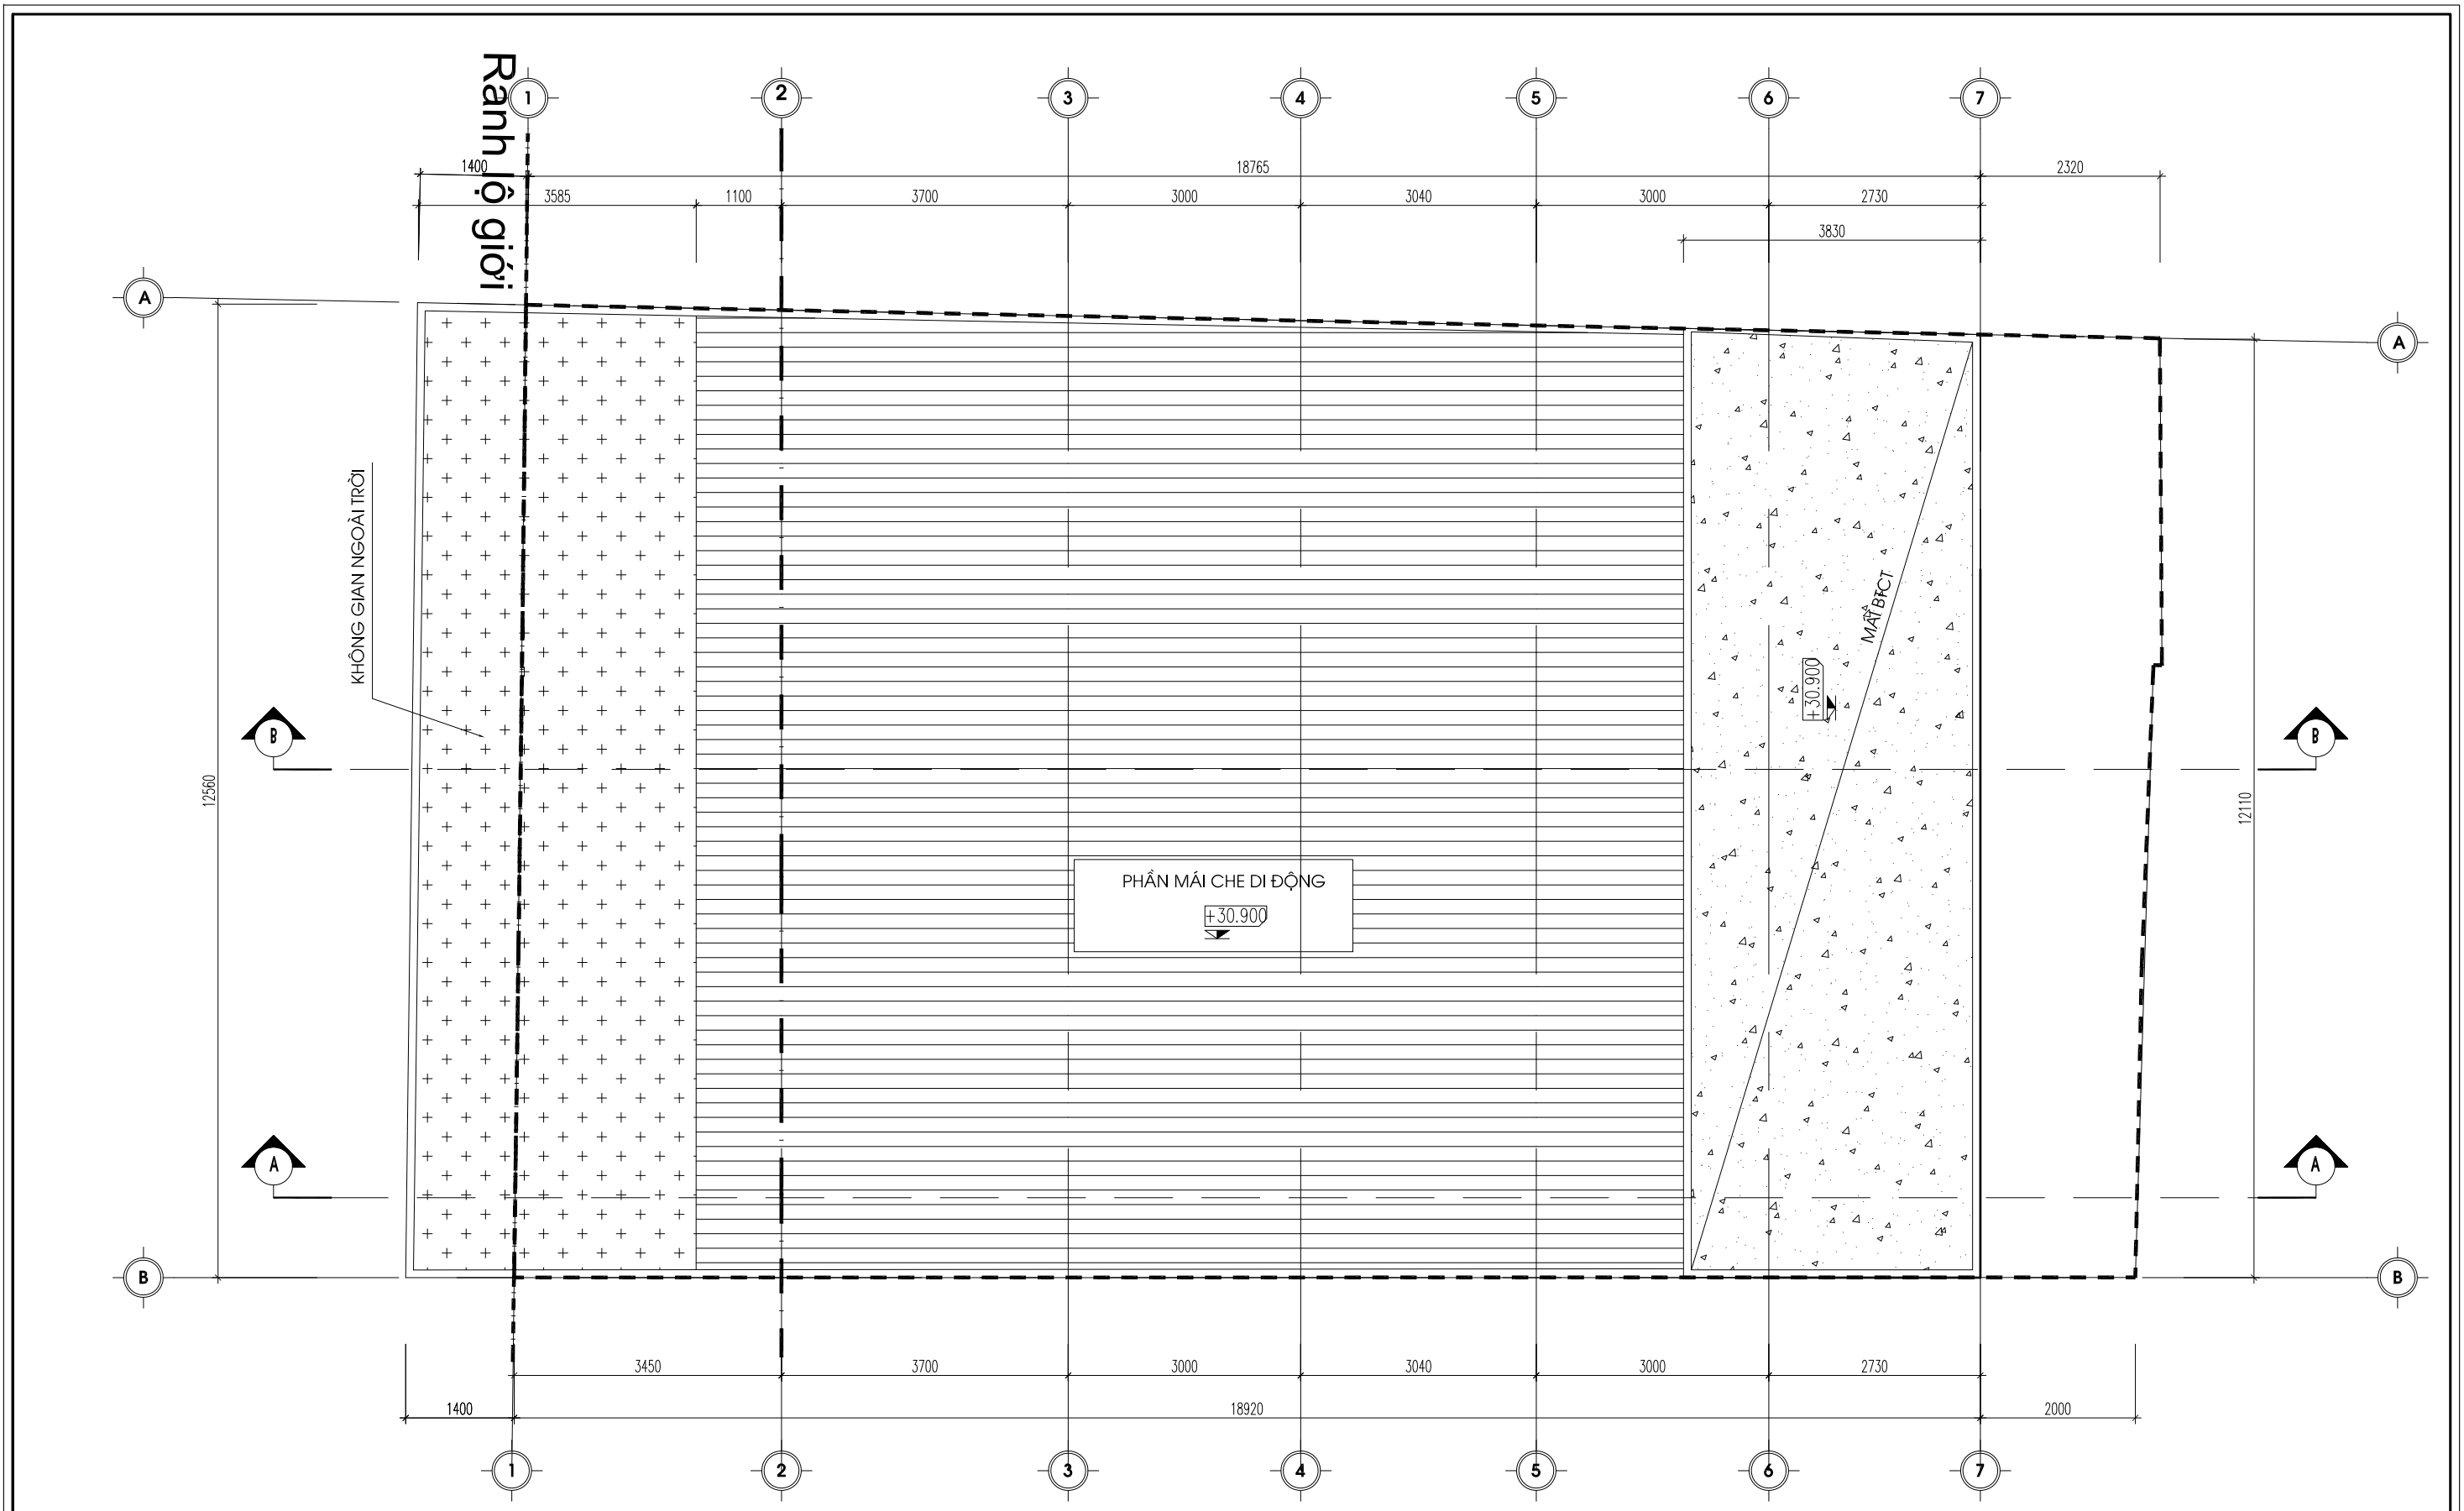 Ranh lộ giới
1 2 3 4 5 6 7
1400 18765 2320
3585 1100 3700 3000 3040 3000 2730
3830
A A
KHÔNG GIAN NGOÀI TRỜI
MÁI BTCT
+30.900
B B
12560 12110
PHẦN MÁI CHE DI ĐỘNG
+30.900
A A
B B
3450 3700 3000 3040 3000 2730
1400 18920 2000
1 2 3 4 5 6 7